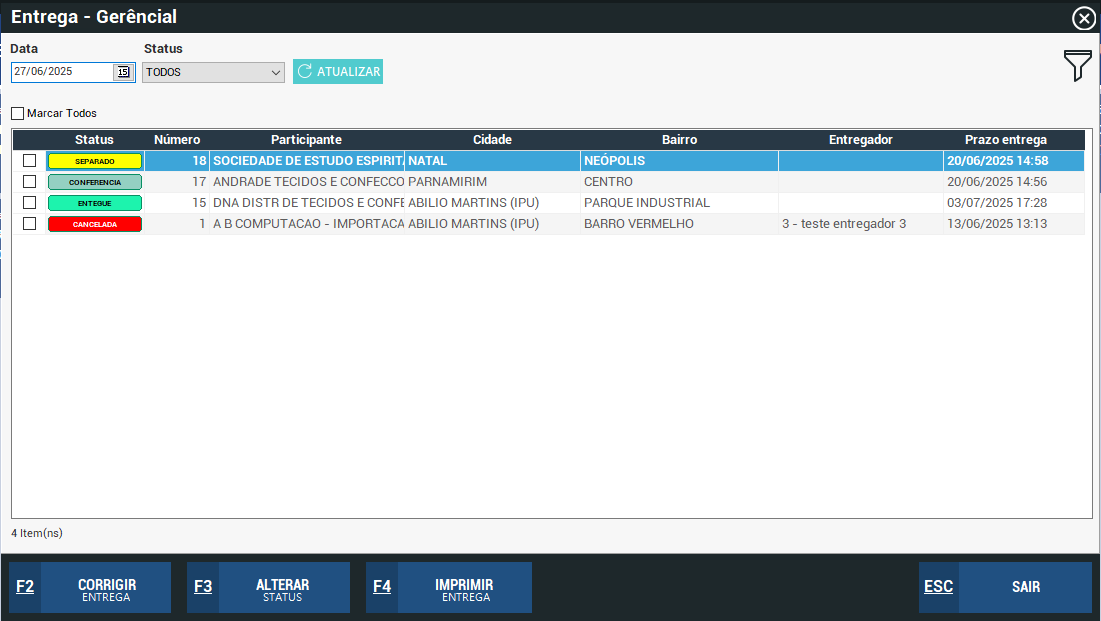 Entrega - Gerêncial
Data Status
27/06/2025 15 TODOS ATUALIZAR
Marcar Todos
Status Número Participante Cidade Bairro Entregador Prazo entrega
SEPARADO 18 SOCIEDADE DE ESTUDO ESPIRITA NATAL NEÓPOLIS 20/06/2025 14:58
CONFERENCIA 17 ANDRADE TECIDOS E CONFECCO PARNAMIRIM CENTRO 20/06/2025 14:56
ENTEGUE 15 DNA DISTR DE TECIDOS E CONFE ABILIO MARTINS (IPU) PARQUE INDUSTRIAL 03/07/2025 17:28
CANCELADA 1 A B COMPUTACAO - IMPORTACA ABILIO MARTINS (IPU) BARRO VERMELHO 3 - teste entregador 3 13/06/2025 13:13
4 Item(ns)
F2 CORRIGIR ENTREGA F3 ALTERAR STATUS F4 IMPRIMIR ENTREGA ESC SAIR